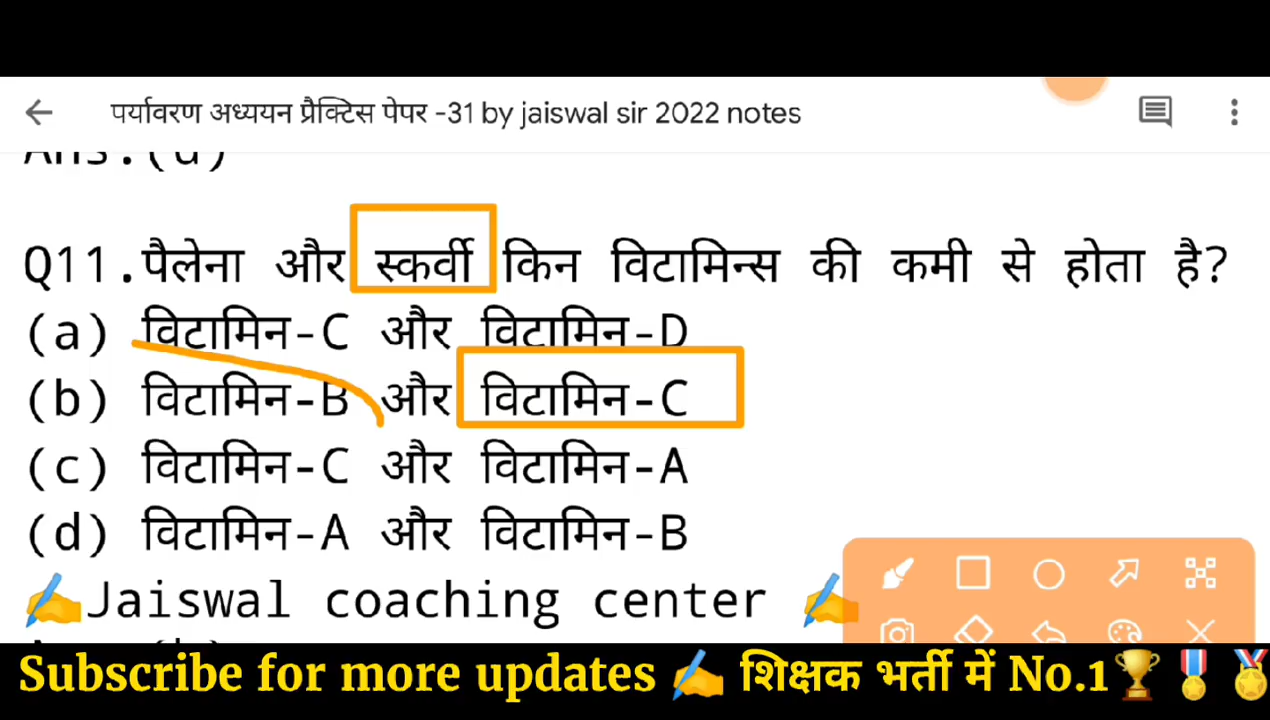 पर्यावरण अध्ययन प्रैक्टिस पेपर -31 by jaiswal sir 2022 notes
Ans.(d)
Q11.पैलेना और स्कर्वी किन विटामिन्स की कमी से होता है?
(a) विटामिन-C और विटामिन-D
(b) विटामिन-B और विटामिन-C
(c) विटामिन-C और विटामिन-A
(d) विटामिन-A और विटामिन-B
✍️Jaiswal coaching center ✍️
Subscribe for more updates ✍️ शिक्षक भर्ती में No.1🏆🎖️🏅